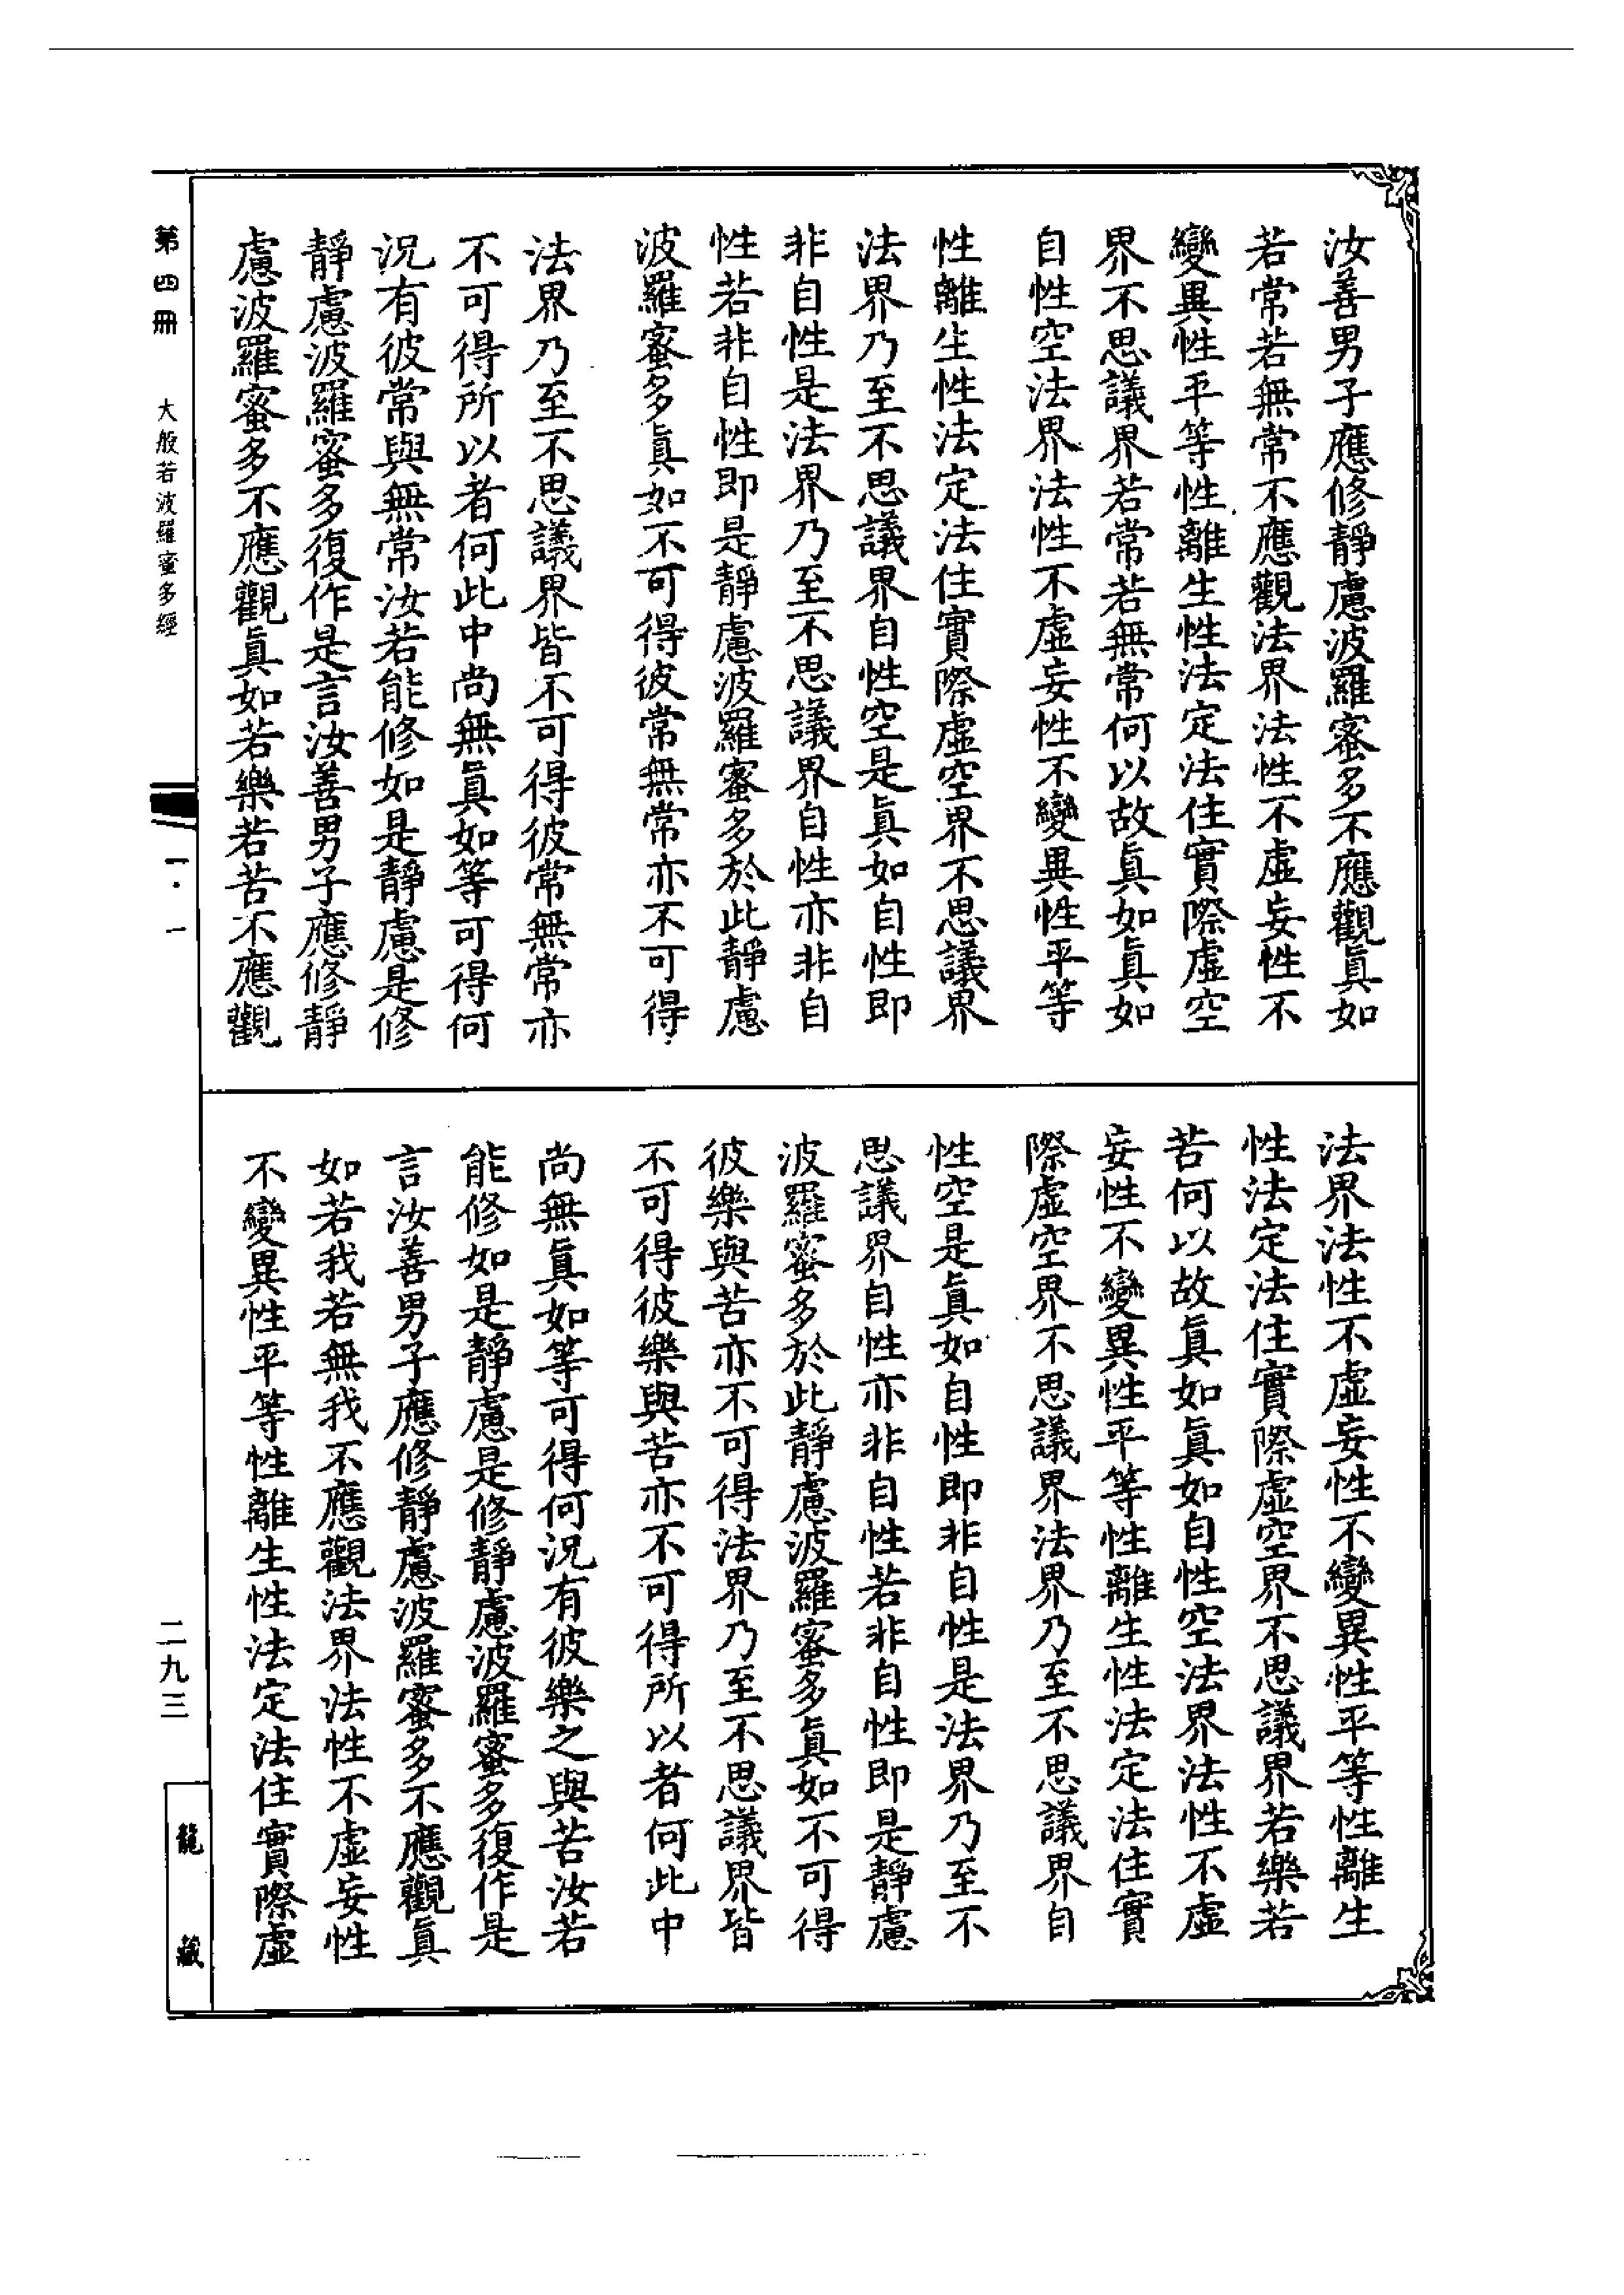 汝善男子應修靜慮波羅蜜多不應觀眞如
若常若無常不應觀法界法性不虛妄性不
變異性平等性離生性法定法住實際虛空
界不思議界若常若無常何以故眞如眞如
自性空法界法性不虛妄性不變異性平等
性離生性法定法住實際虛空界不思議界
法界乃至不思議界自性空是眞如自性即
非自性是法界乃至不思議界自性亦非自
性若非自性即是靜慮波羅蜜多於此靜慮
波羅蜜多眞如不可得彼常無常亦不可得
法界乃至不思議界皆不可得彼常無常亦
不可得所以者何此中尚無眞如等可得何
況有彼常與無常汝若能修如是靜慮是修
靜慮波羅蜜多復作是言汝善男子應修靜
慮波羅蜜多不應觀眞如若樂若苦不應觀
法界法性不虛妄性不變異性平等性離生
性法定法住實際虛空界不思議界若樂若
苦何以故眞如眞如自性空法界法性不虛
妄性不變異性平等性離生性法定法住實
際虛空界不思議界法界乃至不思議界自
性空是眞如自性即非自性是法界乃至不
思議界自性亦非自性若非自性即是靜慮
波羅蜜多於此靜慮波羅蜜多眞如不可得
彼樂與苦亦不可得法界乃至不思議界皆
不可得彼樂與苦亦不可得所以者何此中
尚無眞如等可得何況有彼樂之與苦汝若
能修如是靜慮是修靜慮波羅蜜多復作是
言汝善男子應修靜慮波羅蜜多不應觀眞
如若我若無我不應觀法界法性不虛妄性
不變異性平等性離生性法定法住實際虛
第四冊 大般若波羅蜜多經
一·一
二九三
龍藏